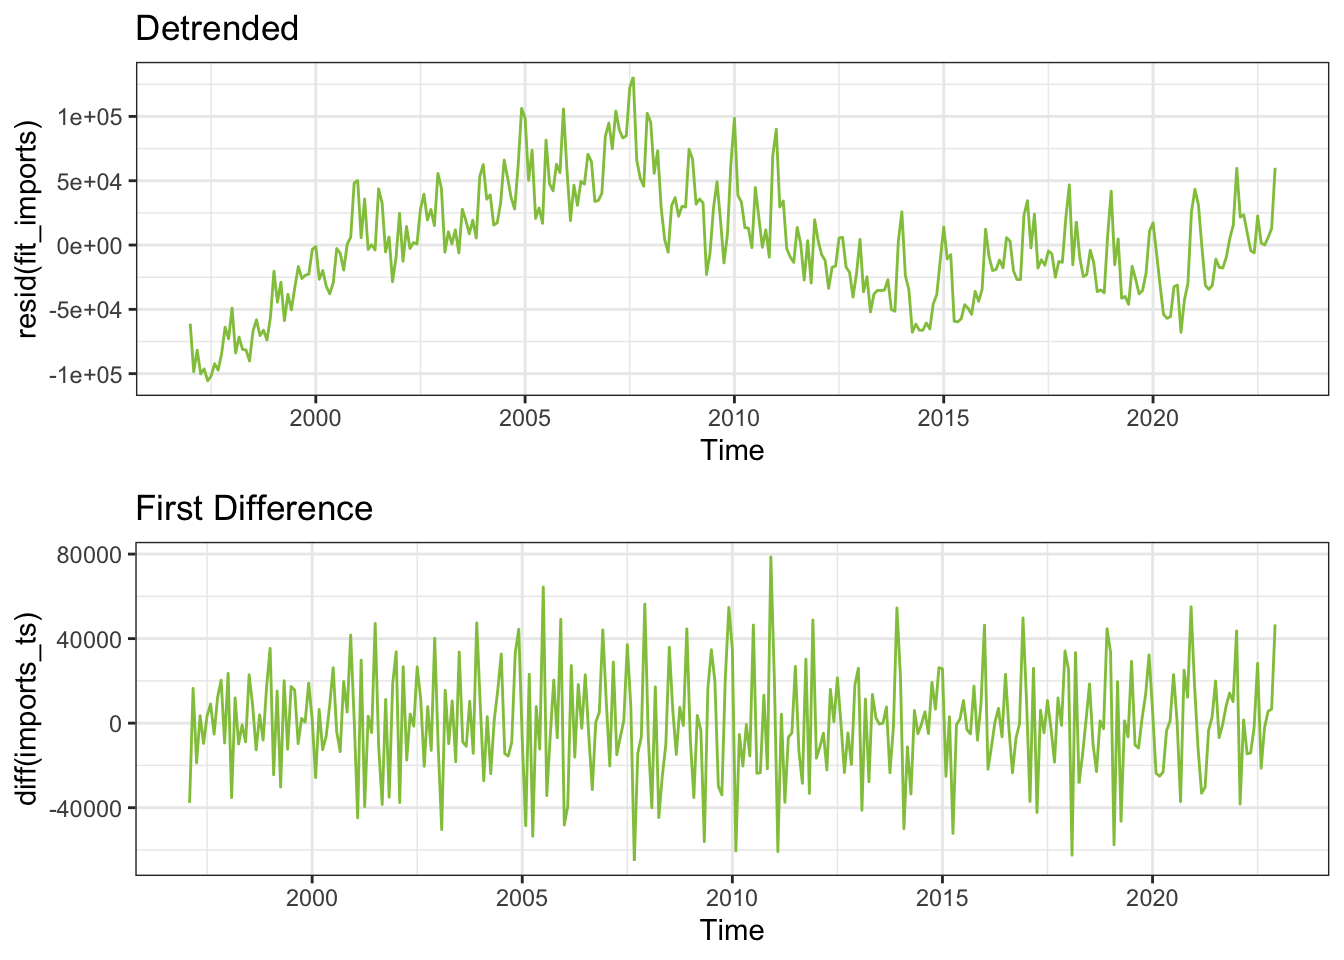 Detrended
resid(fit_imports)
1e+05
5e+04
0e+00
-5e+04
-1e+05
2000 2005 2010 2015 2020
Time
First Difference
diff(imports_ts)
80000
40000
0
-40000
2000 2005 2010 2015 2020
Time